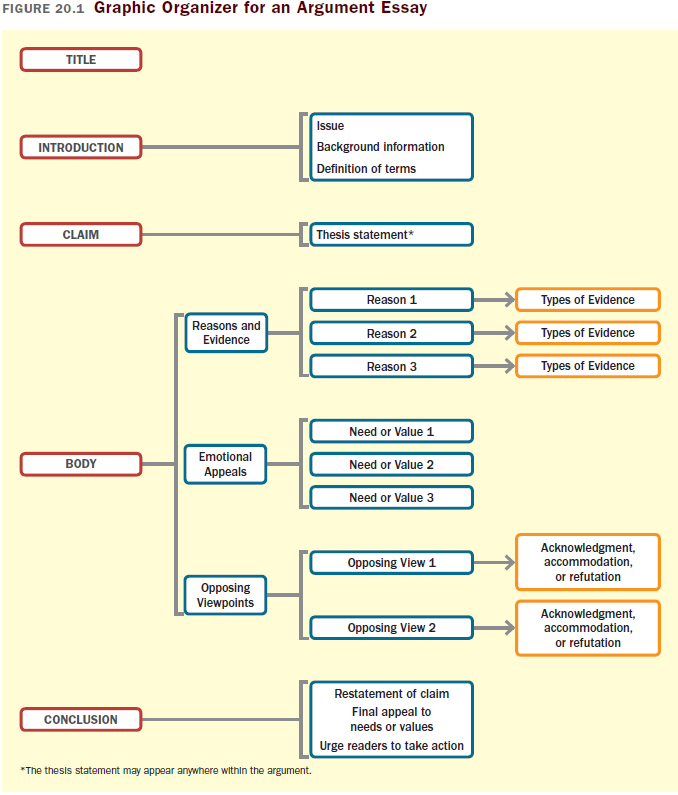 FIGURE 20.1 Graphic Organizer for an Argument Essay
TITLE
INTRODUCTION
Issue
Background information
Definition of terms
CLAIM
Thesis statement*
BODY
Reasons and
Evidence
Reason 1
Types of Evidence
Reason 2
Types of Evidence
Reason 3
Types of Evidence
Emotional
Appeals
Need or Value 1
Need or Value 2
Need or Value 3
Opposing
Viewpoints
Opposing View 1
Acknowledgment,
accommodation,
or refutation
Opposing View 2
Acknowledgment,
accommodation,
or refutation
CONCLUSION
Restatement of claim
Final appeal to
needs or values
Urge readers to take action
*The thesis statement may appear anywhere within the argument.